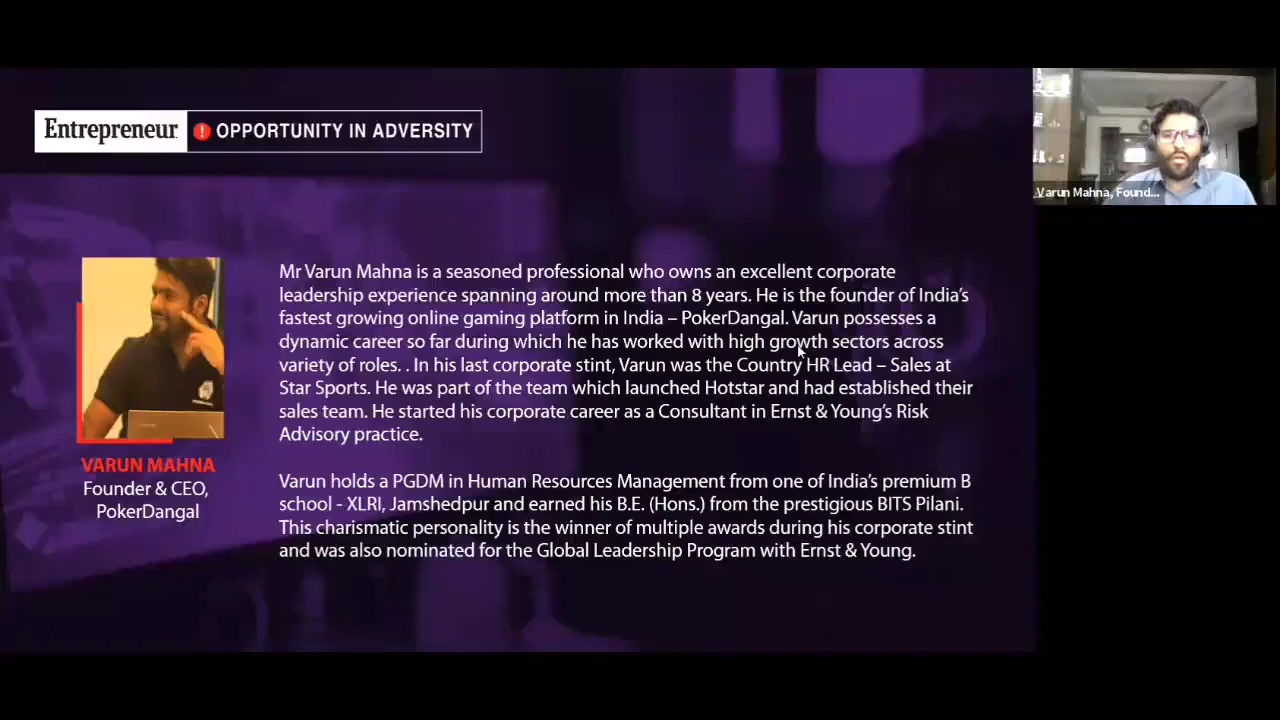 Entrepreneur
! OPPORTUNITY IN ADVERSITY
Varun Mahna, Found...
Mr Varun Mahna is a seasoned professional who owns an excellent corporate
leadership experience spanning around more than 8 years. He is the founder of India's
fastest growing online gaming platform in India – PokerDangal. Varun possesses a
dynamic career so far during which he has worked with high growth sectors across
variety of roles. . In his last corporate stint, Varun was the Country HR Lead – Sales at
Star Sports. He was part of the team which launched Hotstar and had established their
sales team. He started his corporate career as a Consultant in Ernst & Young's Risk
Advisory practice.
Varun holds a PGDM in Human Resources Management from one of India's premium B
school - XLRI, Jamshedpur and earned his B.E. (Hons.) from the prestigious BITS Pilani.
This charismatic personality is the winner of multiple awards during his corporate stint
and was also nominated for the Global Leadership Program with Ernst & Young.
VARUN MAHNA
Founder & CEO,
PokerDangal